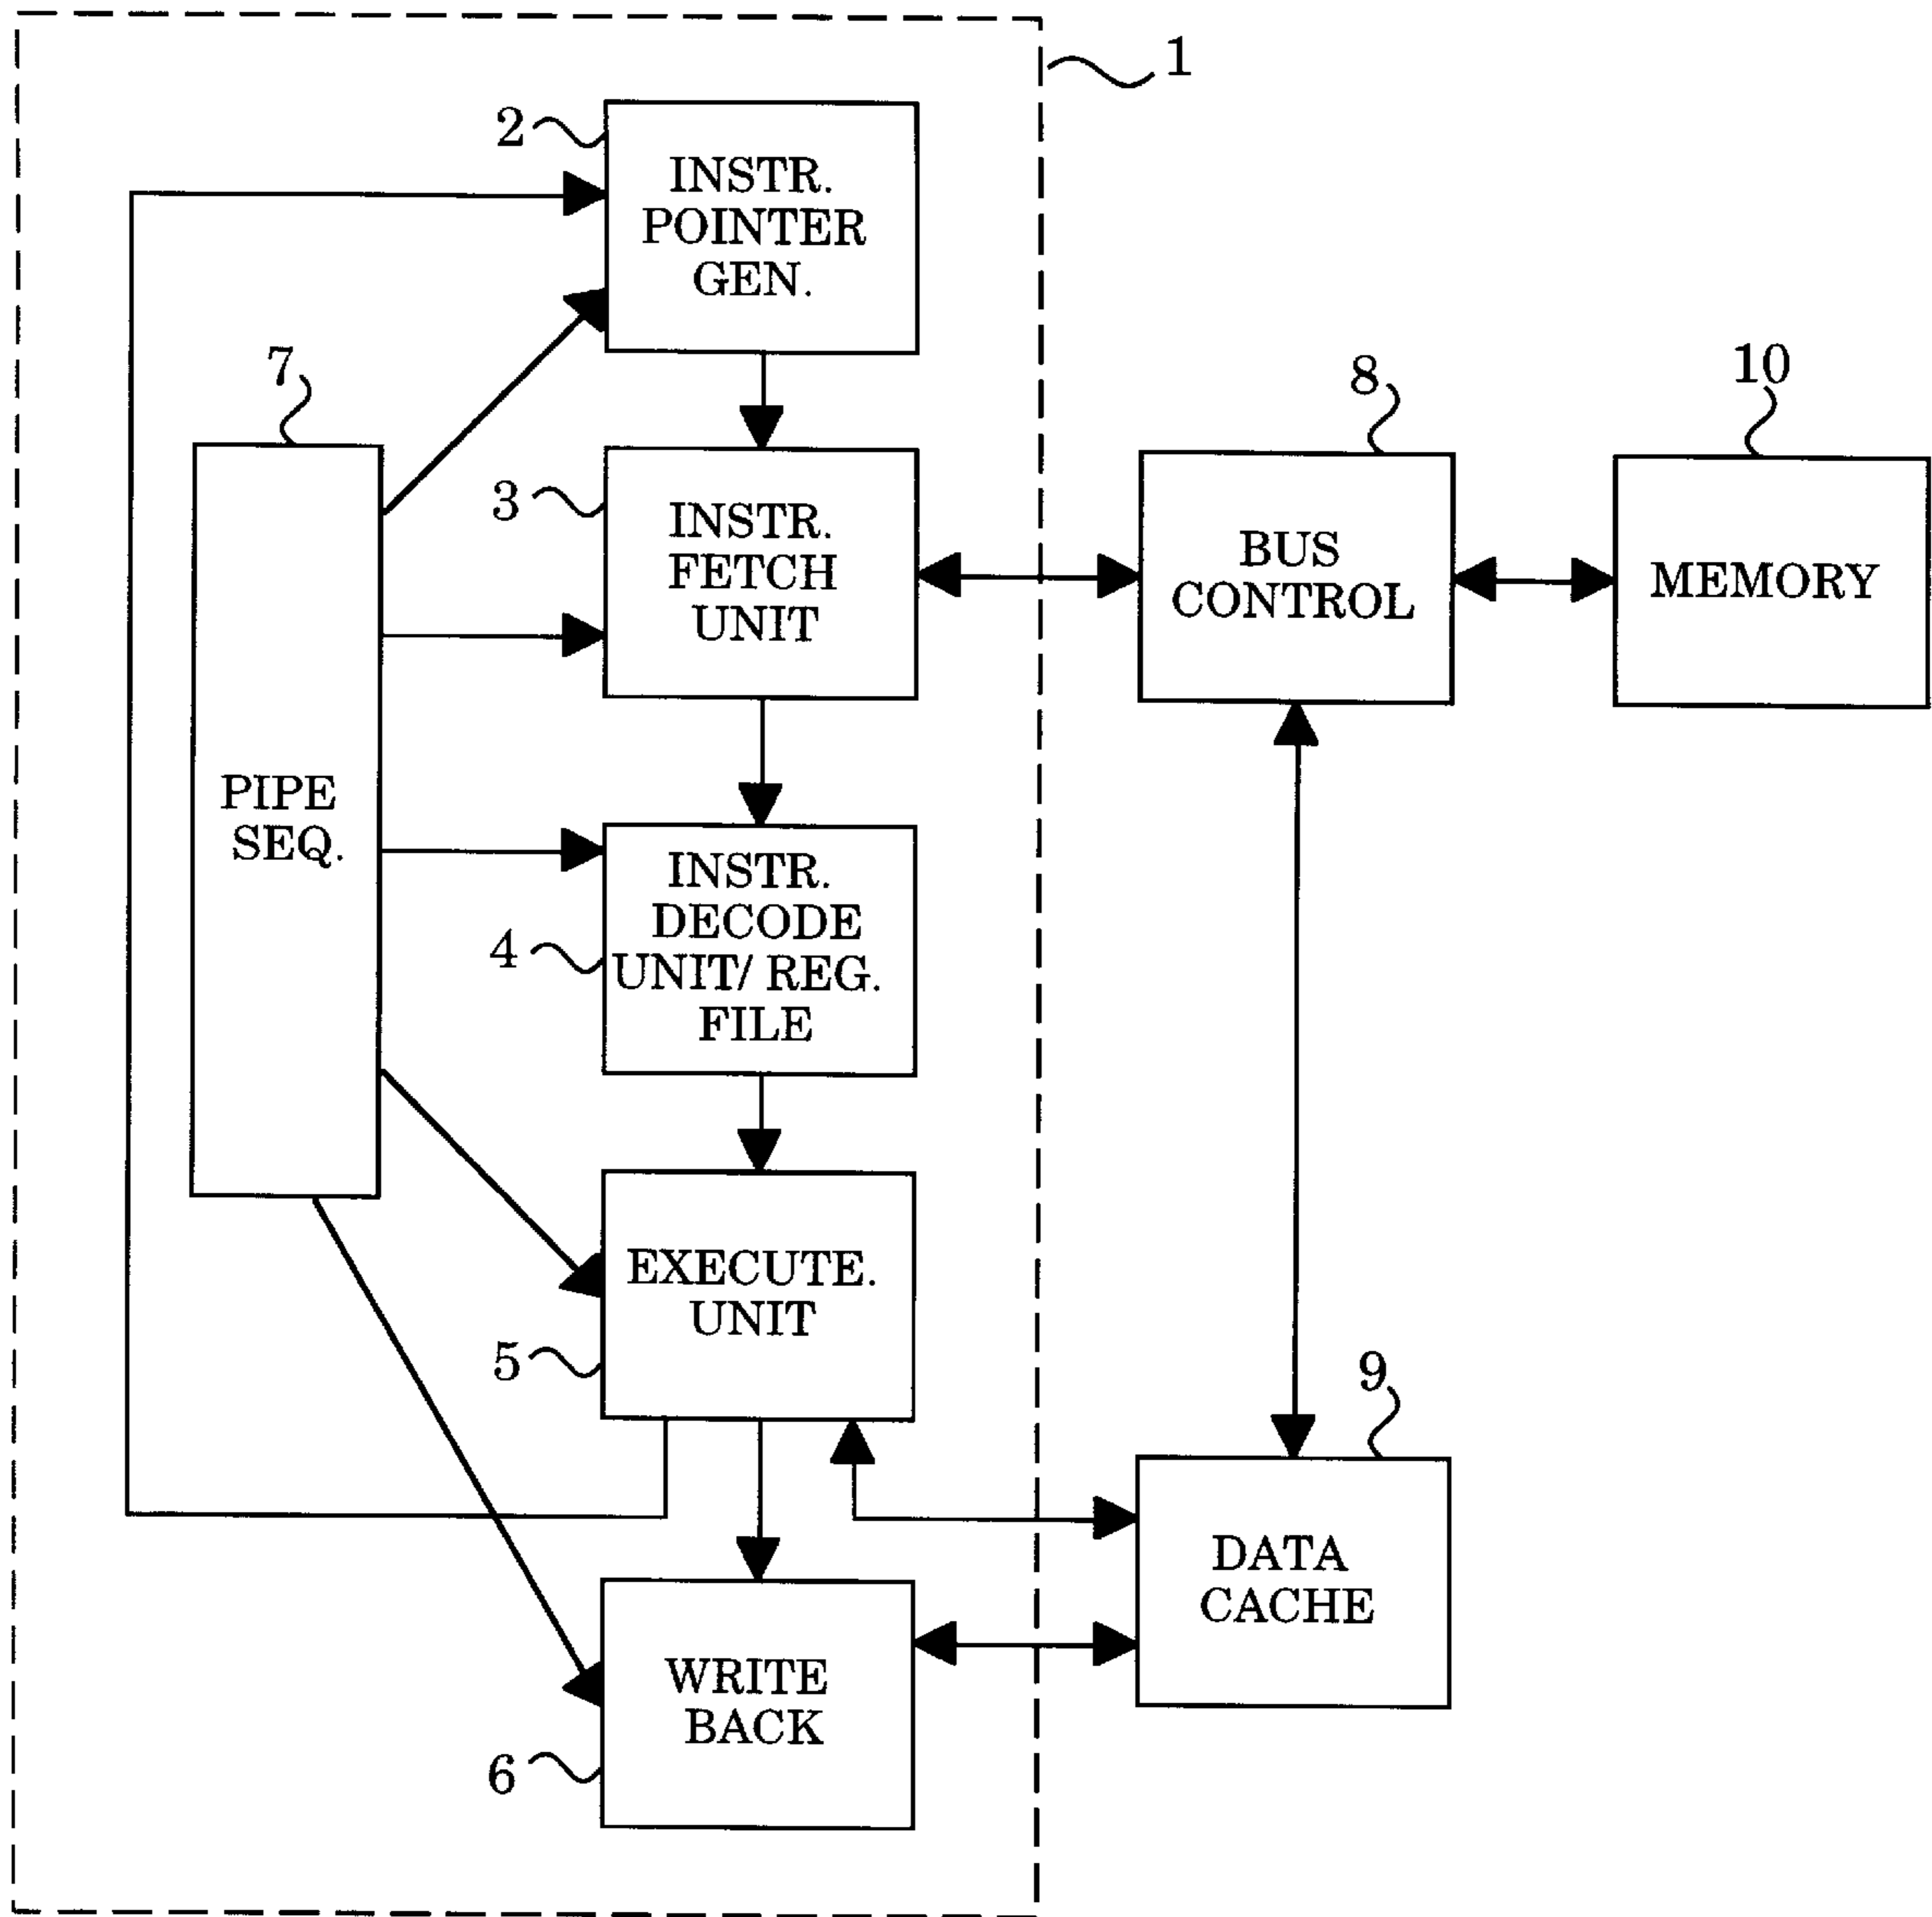 1
2
INSTR.
POINTER
GEN.
7
8
10
3
INSTR.
FETCH
UNIT
BUS
CONTROL
MEMORY
PIPE
SEQ.
4
INSTR.
DECODE
UNIT/ REG.
FILE
EXECUTE.
UNIT
5
9
DATA
CACHE
WRITE
BACK
6